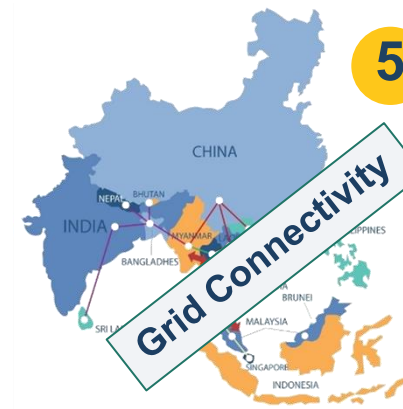 5
CHINA
NEPAL
BHUTAN
INDIA
MYANMAR
BANGLADHES
Grid Connectivity
BRUNEI
MALAYSIA
SINGAPORE
INDONESIA